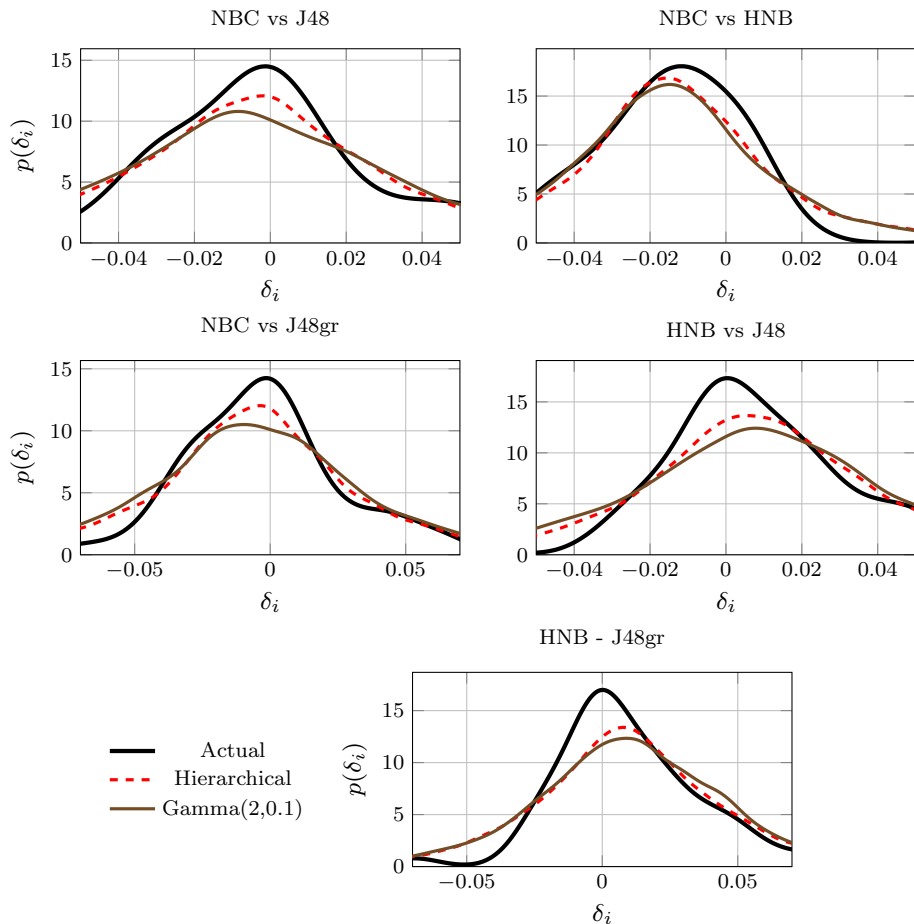 NBC vs J48
NBC vs HNB
15
10
5
0
p(δᵢ)
−0.04
−0.02
0
0.02
0.04
δᵢ
15
10
5
0
−0.04
−0.02
0
0.02
0.04
δᵢ
NBC vs J48gr
HNB vs J48
15
10
5
0
p(δᵢ)
−0.05
0
0.05
δᵢ
15
10
5
0
−0.04
−0.02
0
0.02
0.04
δᵢ
HNB - J48gr
Actual
Hierarchical
Gamma(2,0.1)
15
10
5
0
p(δᵢ)
−0.05
0
0.05
δᵢ